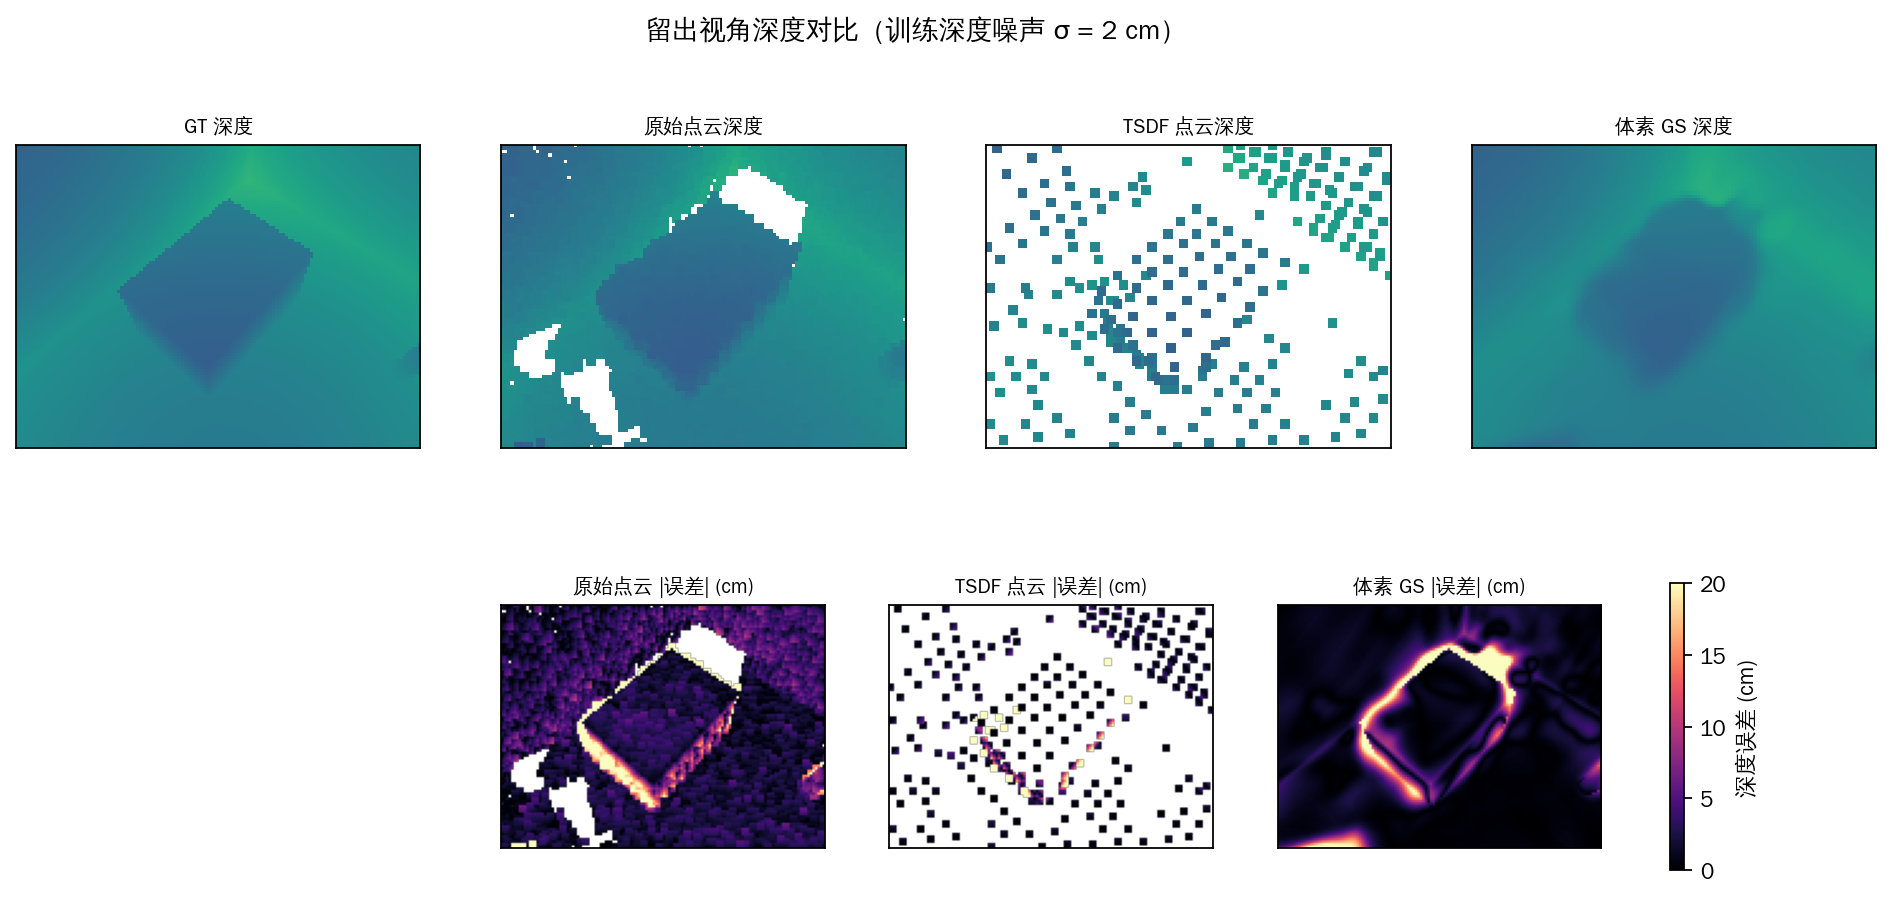 留出视角深度对比（训练深度噪声 σ = 2 cm）
GT 深度
原始点云深度
TSDF 点云深度
体素 GS 深度
原始点云 |误差| (cm)
TSDF 点云 |误差| (cm)
体素 GS |误差| (cm)
20
15
10
5
0
深度误差 (cm)